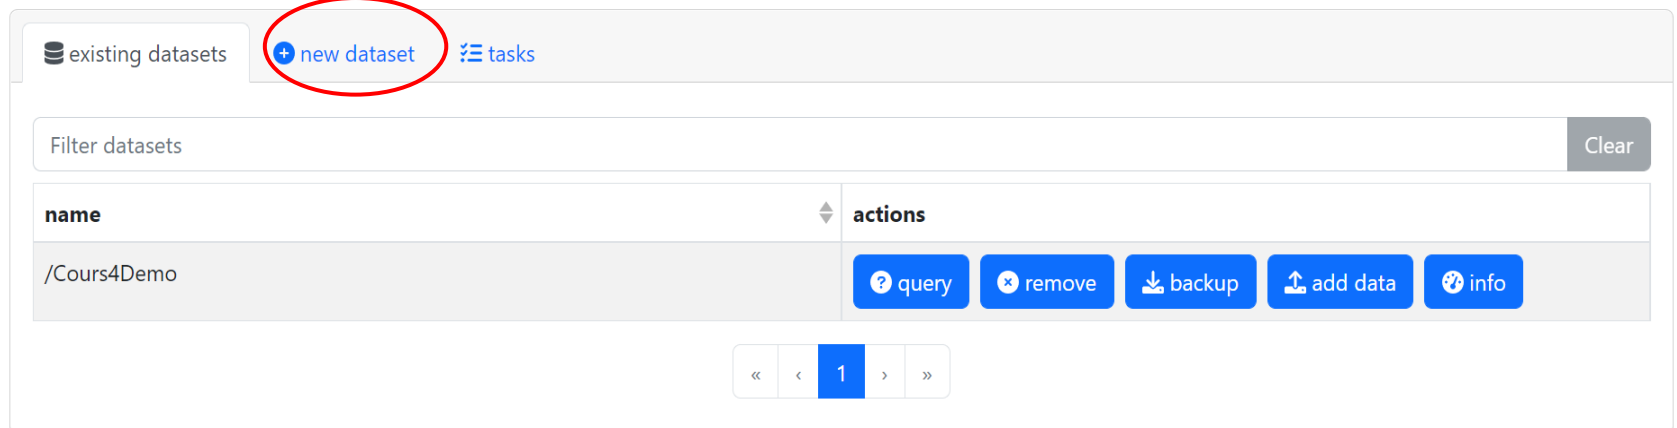 existing datasets new dataset tasks
Filter datasets Clear
name actions
/Cours4Demo query remove backup add data info
« ‹ 1 › »